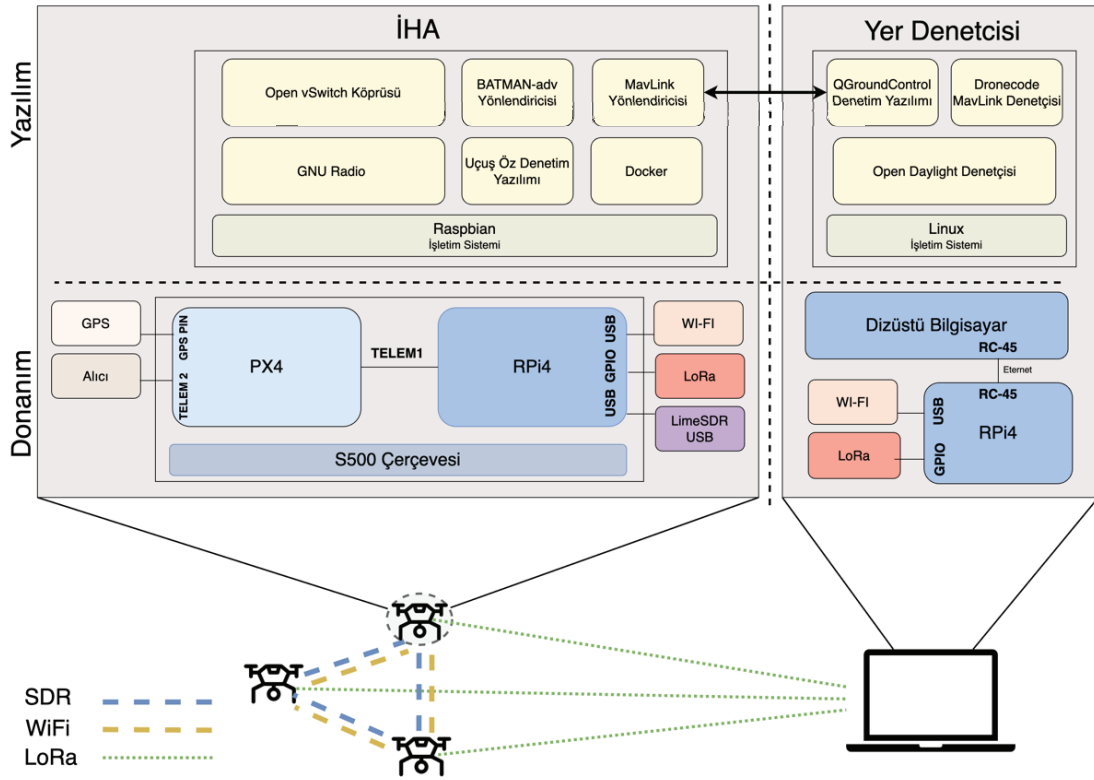 İHA
Yer Denetcisi
Yazılım
Open vSwitch Köprüsü
BATMAN-adv
Yönlendiricisi
MavLink
Yönlendiricisi
QGroundControl
Denetim Yazılımı
Dronecode
MavLink Denetçisi
GNU Radio
Uçuş Öz Denetim
Yazılımı
Docker
Open Daylight Denetçisi
Raspbian
İşletim Sistemi
Linux
İşletim Sistemi
Donanım
GPS
Alıcı
GPS PIN
TELEM 2
PX4
TELEM1
RPi4
USB
GPIO
USB
WI-FI
LoRa
LimeSDR
USB
S500 Çerçevesi
Dizüstü Bilgisayar
RC-45
Eternet
RC-45
WI-FI
LoRa
USB
GPIO
RPi4
SDR
WiFi
LoRa